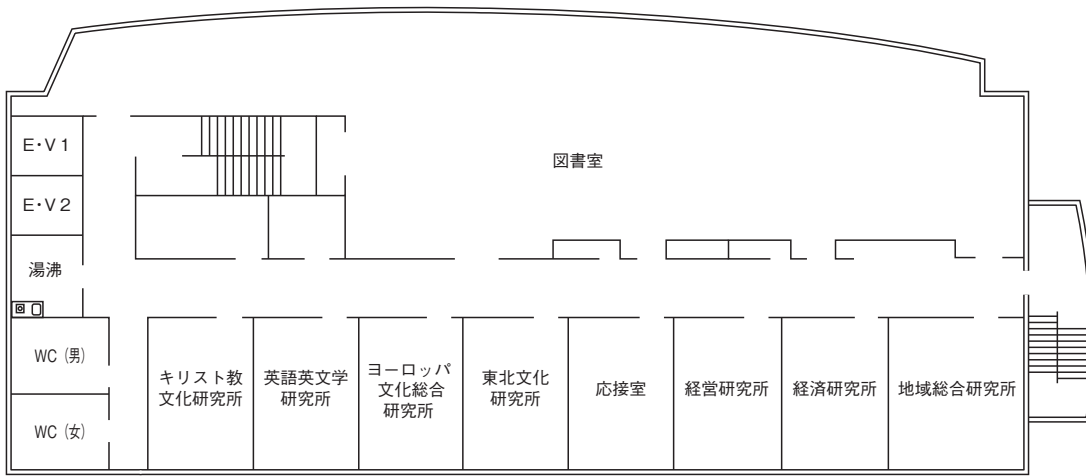 E・V1
図書室
E・V2
湯沸
WC（男）
WC（女）
キリスト教
文化研究所
英語英文学
研究所
ヨーロッパ
文化総合
研究所
東北文化
研究所
応接室
経営研究所
経済研究所
地域総合研究所